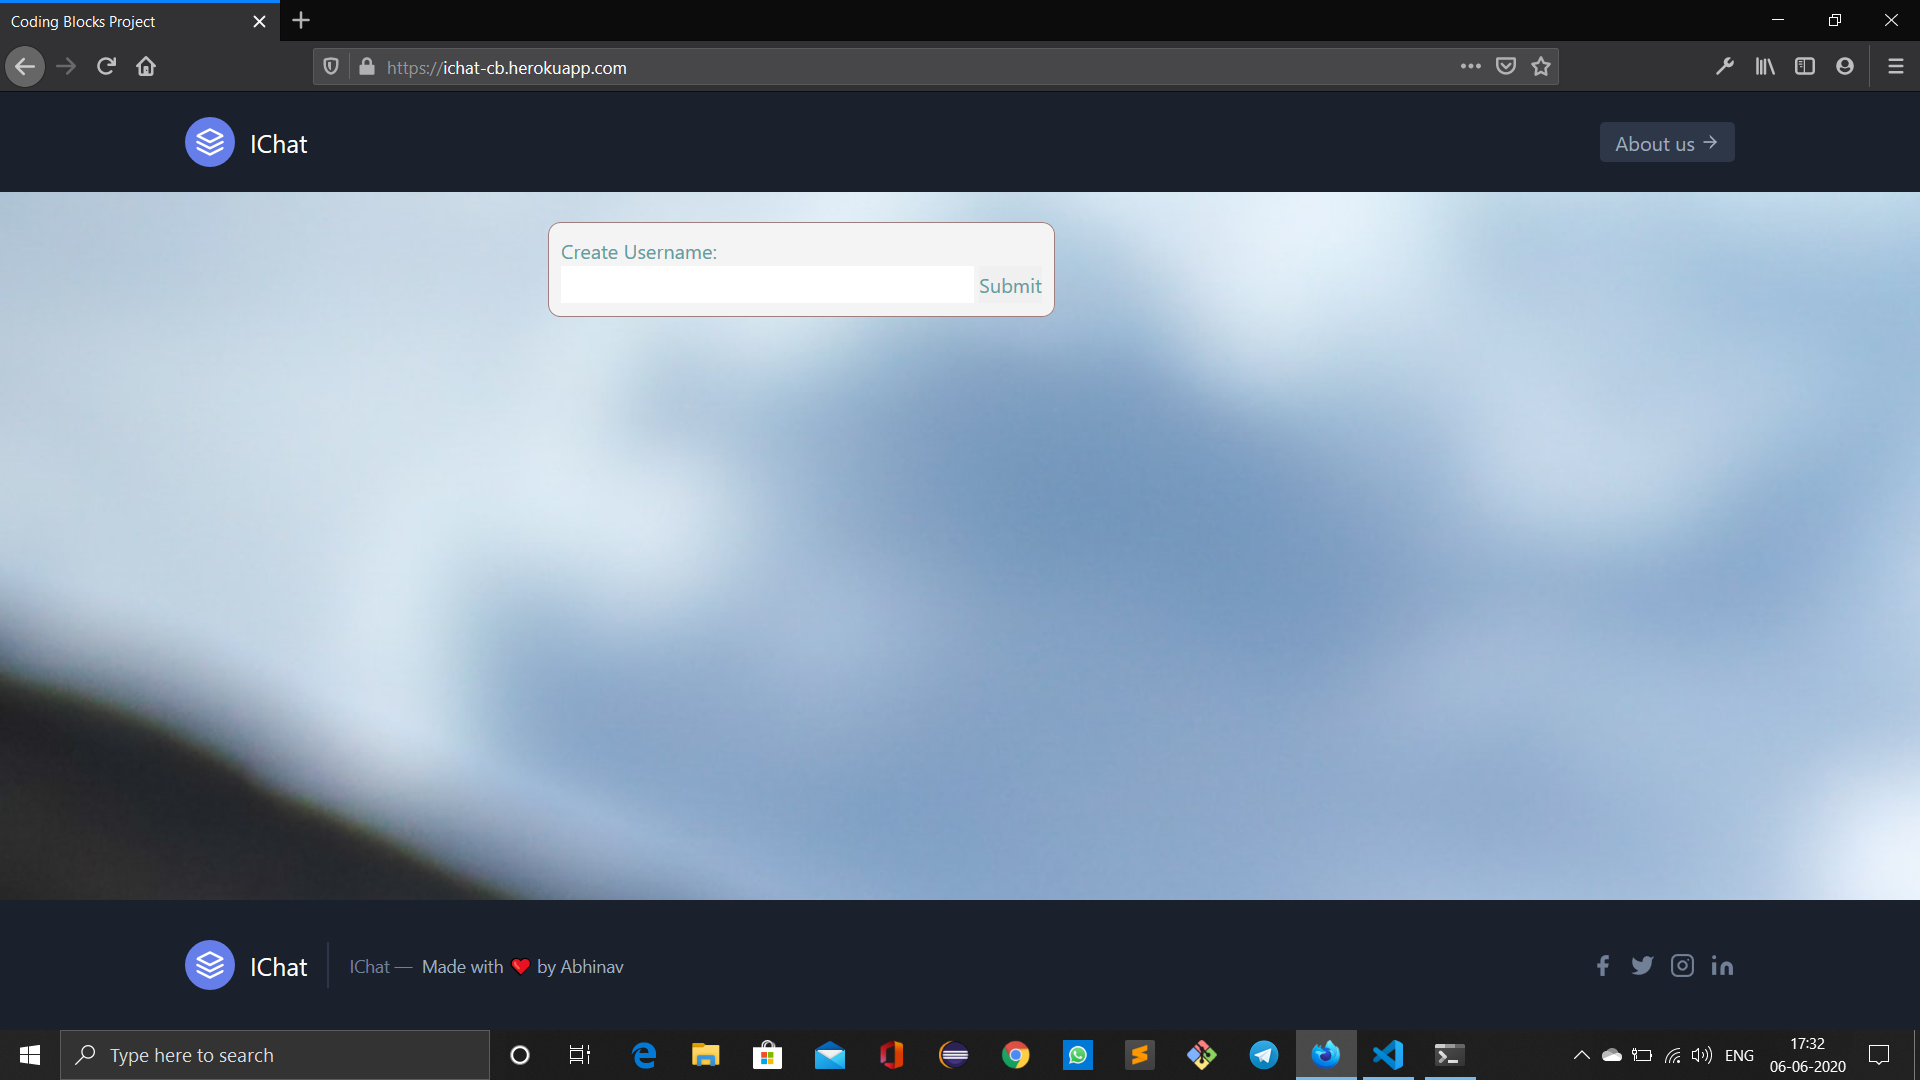 Coding Blocks Project
https://ichat-cb.herokuapp.com
IChat
About us →
Create Username:
Submit
IChat
IChat — Made with ❤ by Abhinav
Type here to search
ENG
17:32
06-06-2020